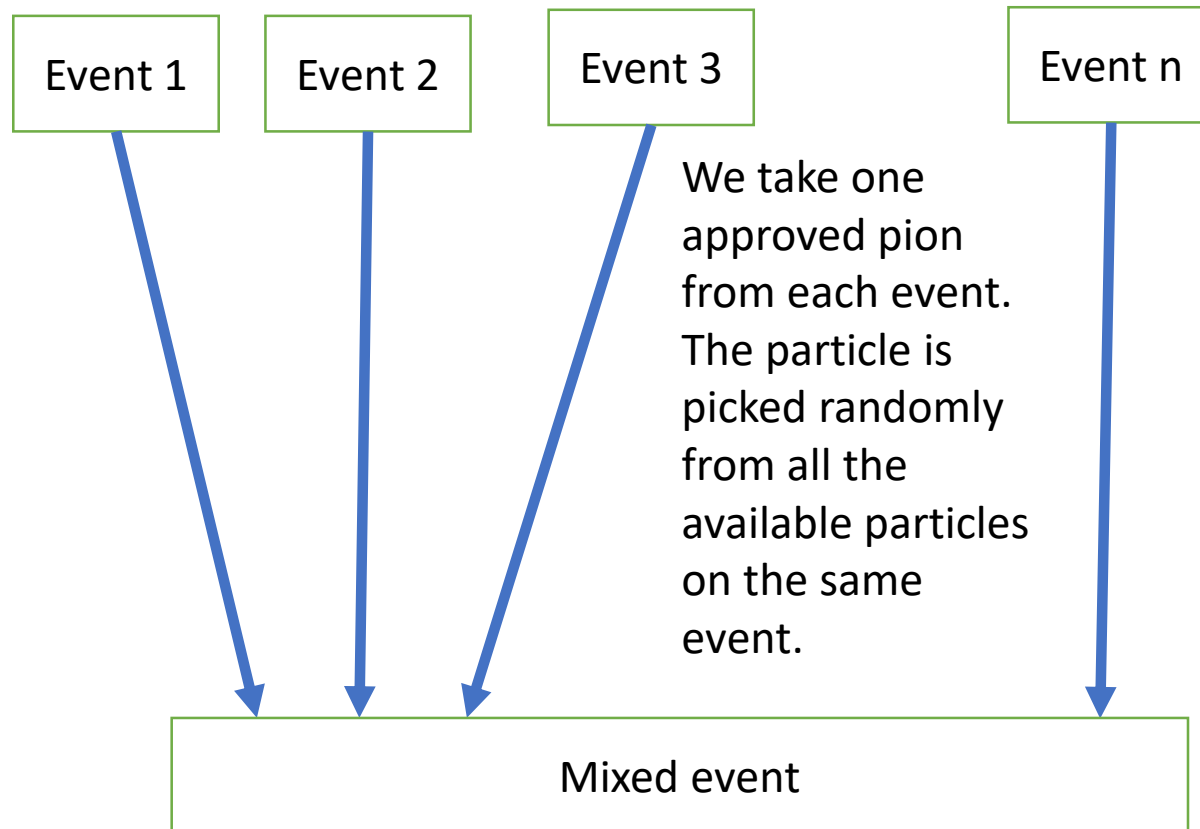 Event 1
Event 2
Event 3
Event n
We take one
approved pion
from each event.
The particle is
picked randomly
from all the
available particles
on the same
event.
Mixed event